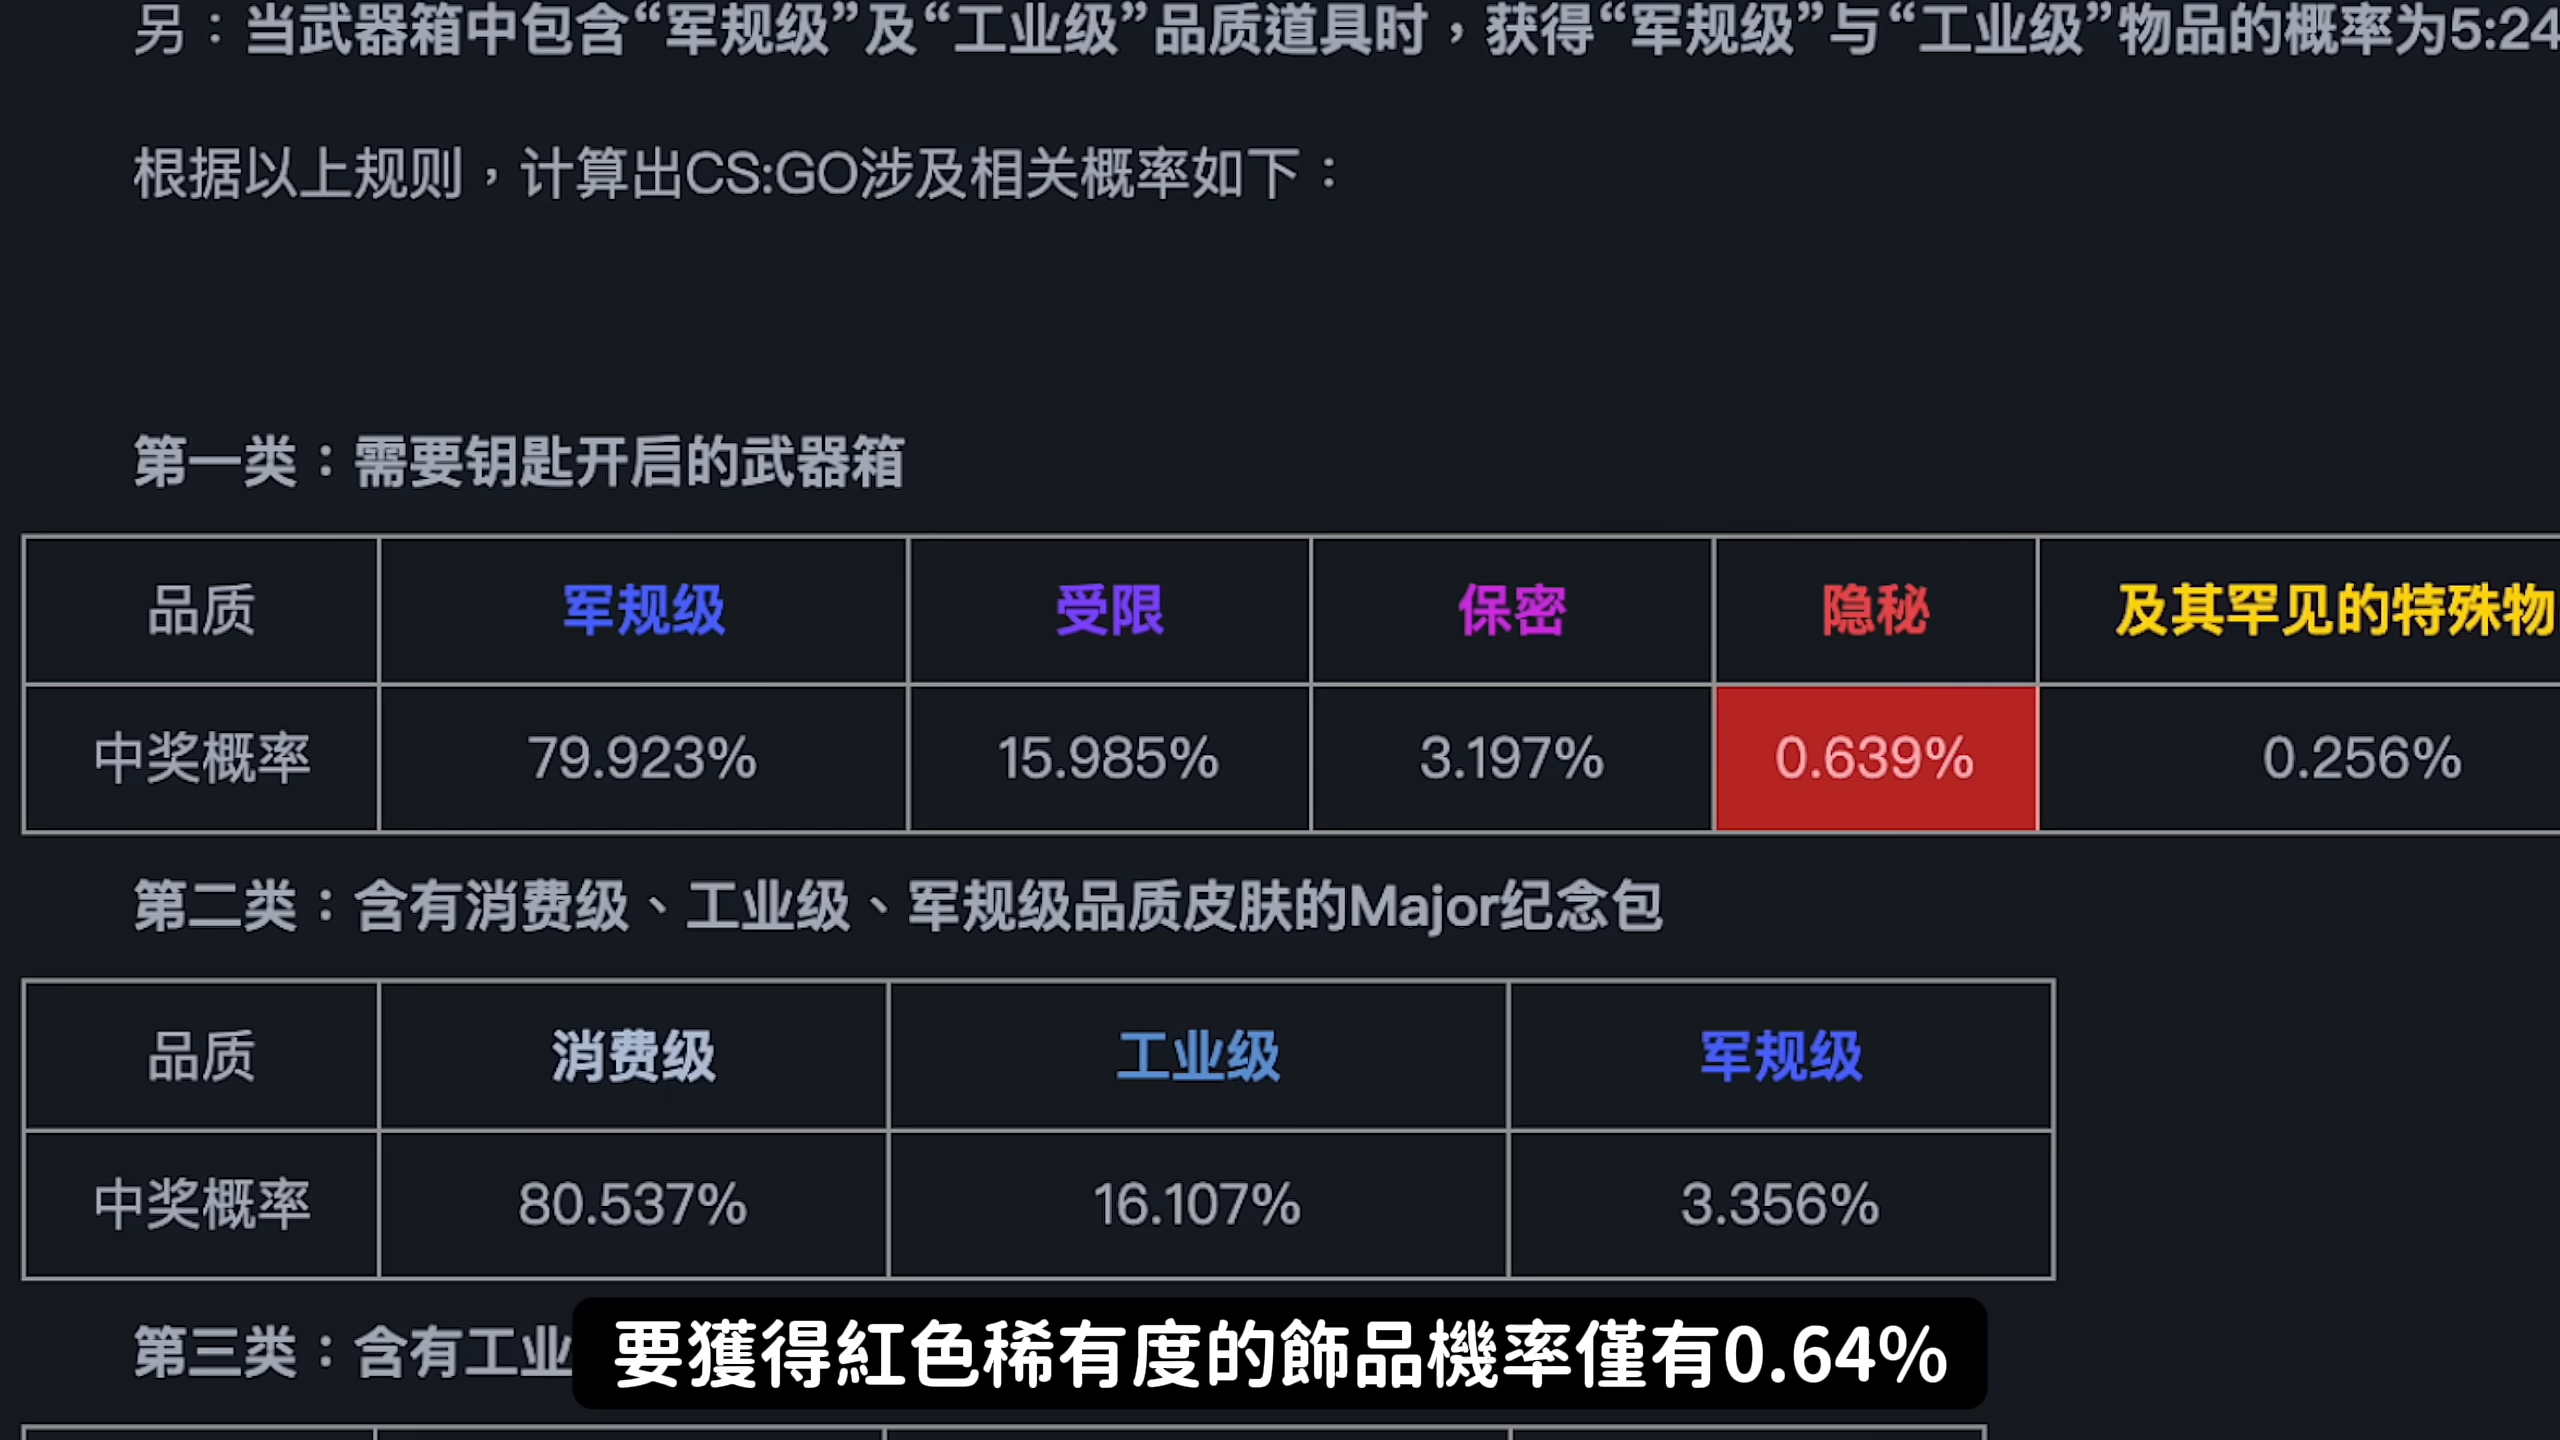 另：当武器箱中包含“军规级”及“工业级”品质道具时，获得“军规级”与“工业级”物品的概率为5:24
根据以上规则，计算出CS:GO涉及相关概率如下：
第一类：需要钥匙开启的武器箱
品质 军规级 受限 保密 隐秘 及其罕见的特殊物
中奖概率 79.923% 15.985% 3.197% 0.639% 0.256%
第二类：含有消费级、工业级、军规级品质皮肤的Major纪念包
品质 消费级 工业级 军规级
中奖概率 80.537% 16.107% 3.356%
第三类：含有工业
要獲得紅色稀有度的飾品機率僅有0.64%